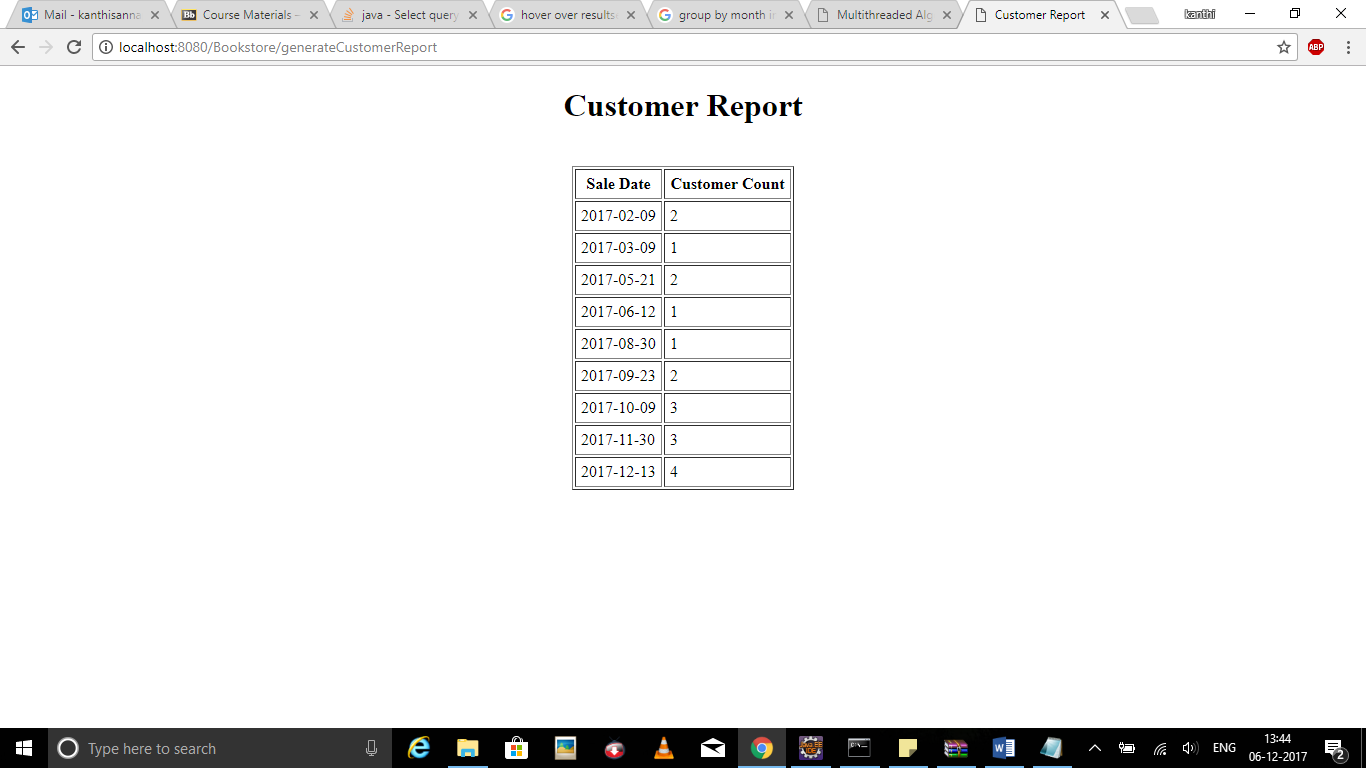 Mail - kanthisanna
Bb Course Materials –
java - Select query
hover over results
group by month in
Multithreaded Alg
Customer Report
kanthi
localhost:8080/Bookstore/generateCustomerReport
ABP
Customer Report
Sale Date Customer Count
2017-02-09 2
2017-03-09 1
2017-05-21 2
2017-06-12 1
2017-08-30 1
2017-09-23 2
2017-10-09 3
2017-11-30 3
2017-12-13 4
Type here to search
ENG
13:44
06-12-2017
2